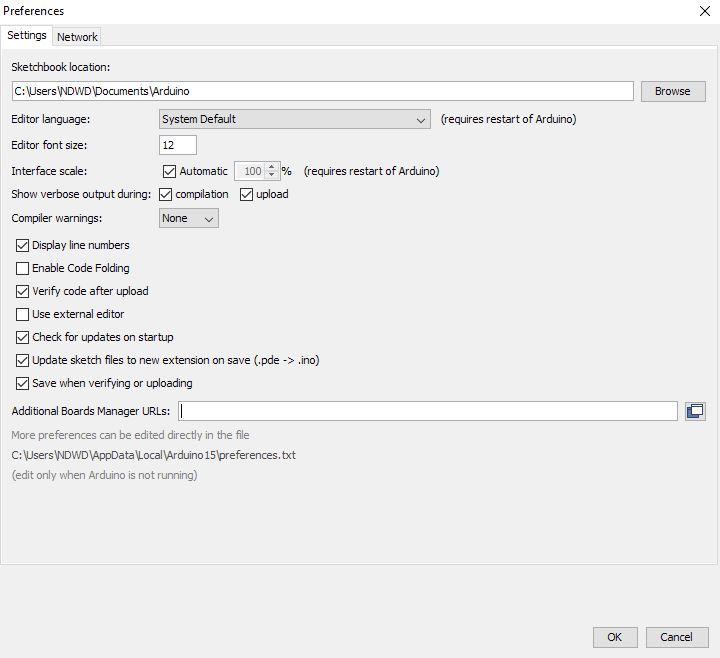 Preferences
Settings Network
Sketchbook location:
C:\Users\NDWD\Documents\Arduino Browse
Editor language: System Default (requires restart of Arduino)
Editor font size: 12
Interface scale: Automatic 100 % (requires restart of Arduino)
Show verbose output during: compilation upload
Compiler warnings: None
Display line numbers
Enable Code Folding
Verify code after upload
Use external editor
Check for updates on startup
Update sketch files to new extension on save (.pde -> .ino)
Save when verifying or uploading
Additional Boards Manager URLs:
More preferences can be edited directly in the file
C:\Users\NDWD\AppData\Local\Arduino15\preferences.txt
(edit only when Arduino is not running)
OK Cancel